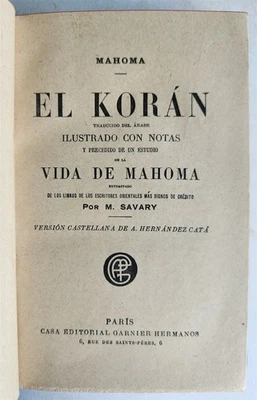 MAHOMA
EL KORÁN
TRADUCIDO DEL ÁRABE
ILUSTRADO CON NOTAS
Y PRECEDIDO DE UN ESTUDIO
DE LA
VIDA DE MAHOMA
EXTRACTADO
DE LOS LIBROS DE LOS ESCRITORES ORIENTALES MÁS DIGNOS DE CRÉDITO
POR M. SAVARY
VERSIÓN CASTELLANA DE A. HERNÁNDEZ CATÁ
PARÍS
CASA EDITORIAL GARNIER HERMANOS
6, RUE DES SAINTS-PÈRES, 6